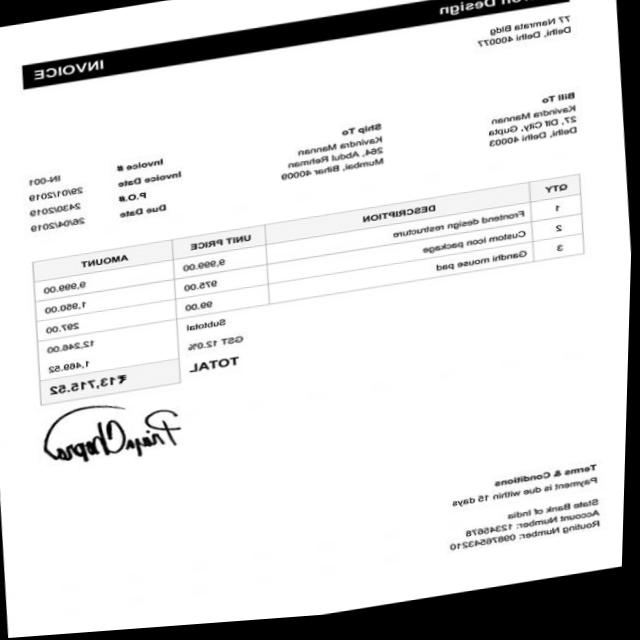 Design
INVOICE
77 Namrata Bldg
Delhi, Delhi 400077
Bill To
Kavindra Mannan
27, Dlf City, Gupta
Delhi, Delhi 40003
Ship To
Kavindra Mannan
264, Abdul Rehman
Mumbai, Bihar 40009
Invoice # IN-001
Invoice Date 29/01/2019
P.O.# 2430/2019
Due Date 26/04/2019
QTY DESCRIPTION UNIT PRICE AMOUNT
1 Frontend design restructure 9,999.00 9,999.00
2 Custom icon package 975.00 1,950.00
3 Gandhi mouse pad 99.00 297.00
Subtotal 12,246.00
GST 12.0% 1,469.52
TOTAL ₹13,715.52
Priya Chopra
Terms & Conditions
Payment is due within 15 days
State Bank of India
Account Number: 12345678
Routing Number: 09876543210